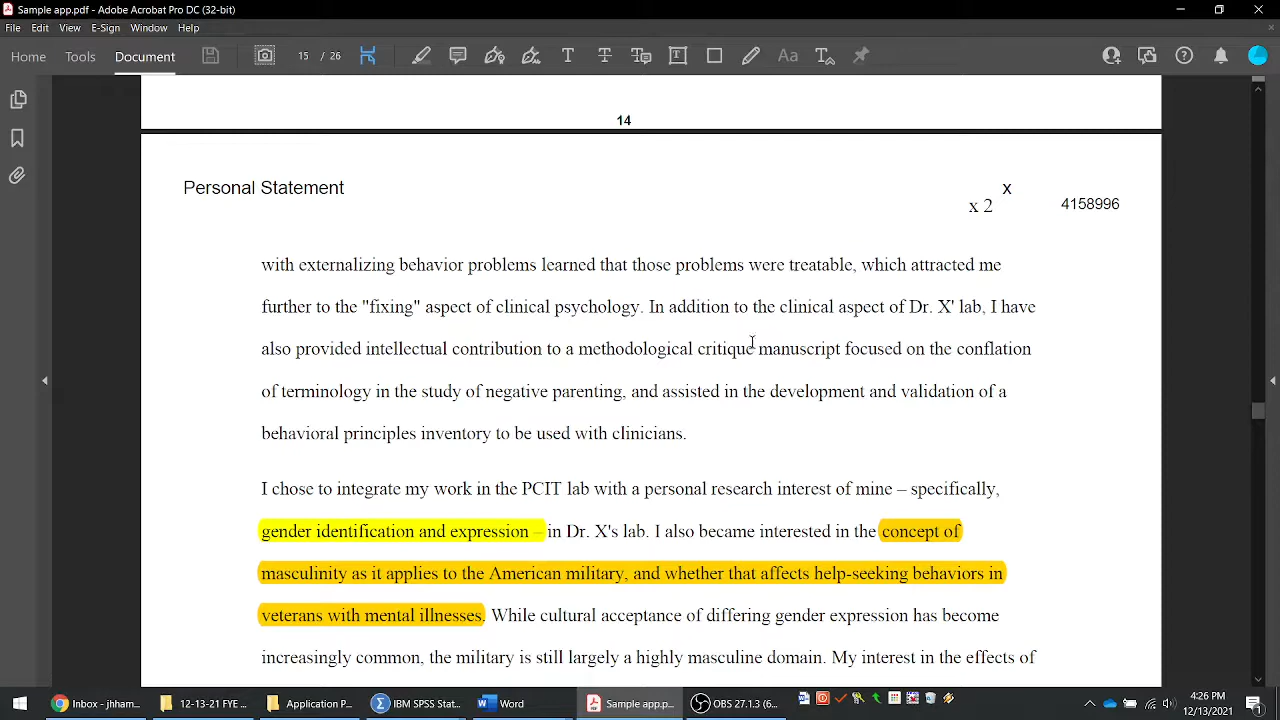 Sample app.pdf - Adobe Acrobat Pro DC (32-bit)
File Edit View E-Sign Window Help
Home Tools Document 15 / 26
14
Personal Statement
x
x 2
4158996
with externalizing behavior problems learned that those problems were treatable, which attracted me
further to the "fixing" aspect of clinical psychology. In addition to the clinical aspect of Dr. X' lab, I have
also provided intellectual contribution to a methodological critique manuscript focused on the conflation
of terminology in the study of negative parenting, and assisted in the development and validation of a
behavioral principles inventory to be used with clinicians.
I chose to integrate my work in the PCIT lab with a personal research interest of mine – specifically,
gender identification and expression – in Dr. X's lab. I also became interested in the concept of
masculinity as it applies to the American military, and whether that affects help-seeking behaviors in
veterans with mental illnesses. While cultural acceptance of differing gender expression has become
increasingly common, the military is still largely a highly masculine domain. My interest in the effects of
Inbox - jhham... 12-13-21 FYE ... Application P... IBM SPSS Stat... Word Sample app.p... OBS 27.1.3 (6... 4:26 PM
12/13/2021